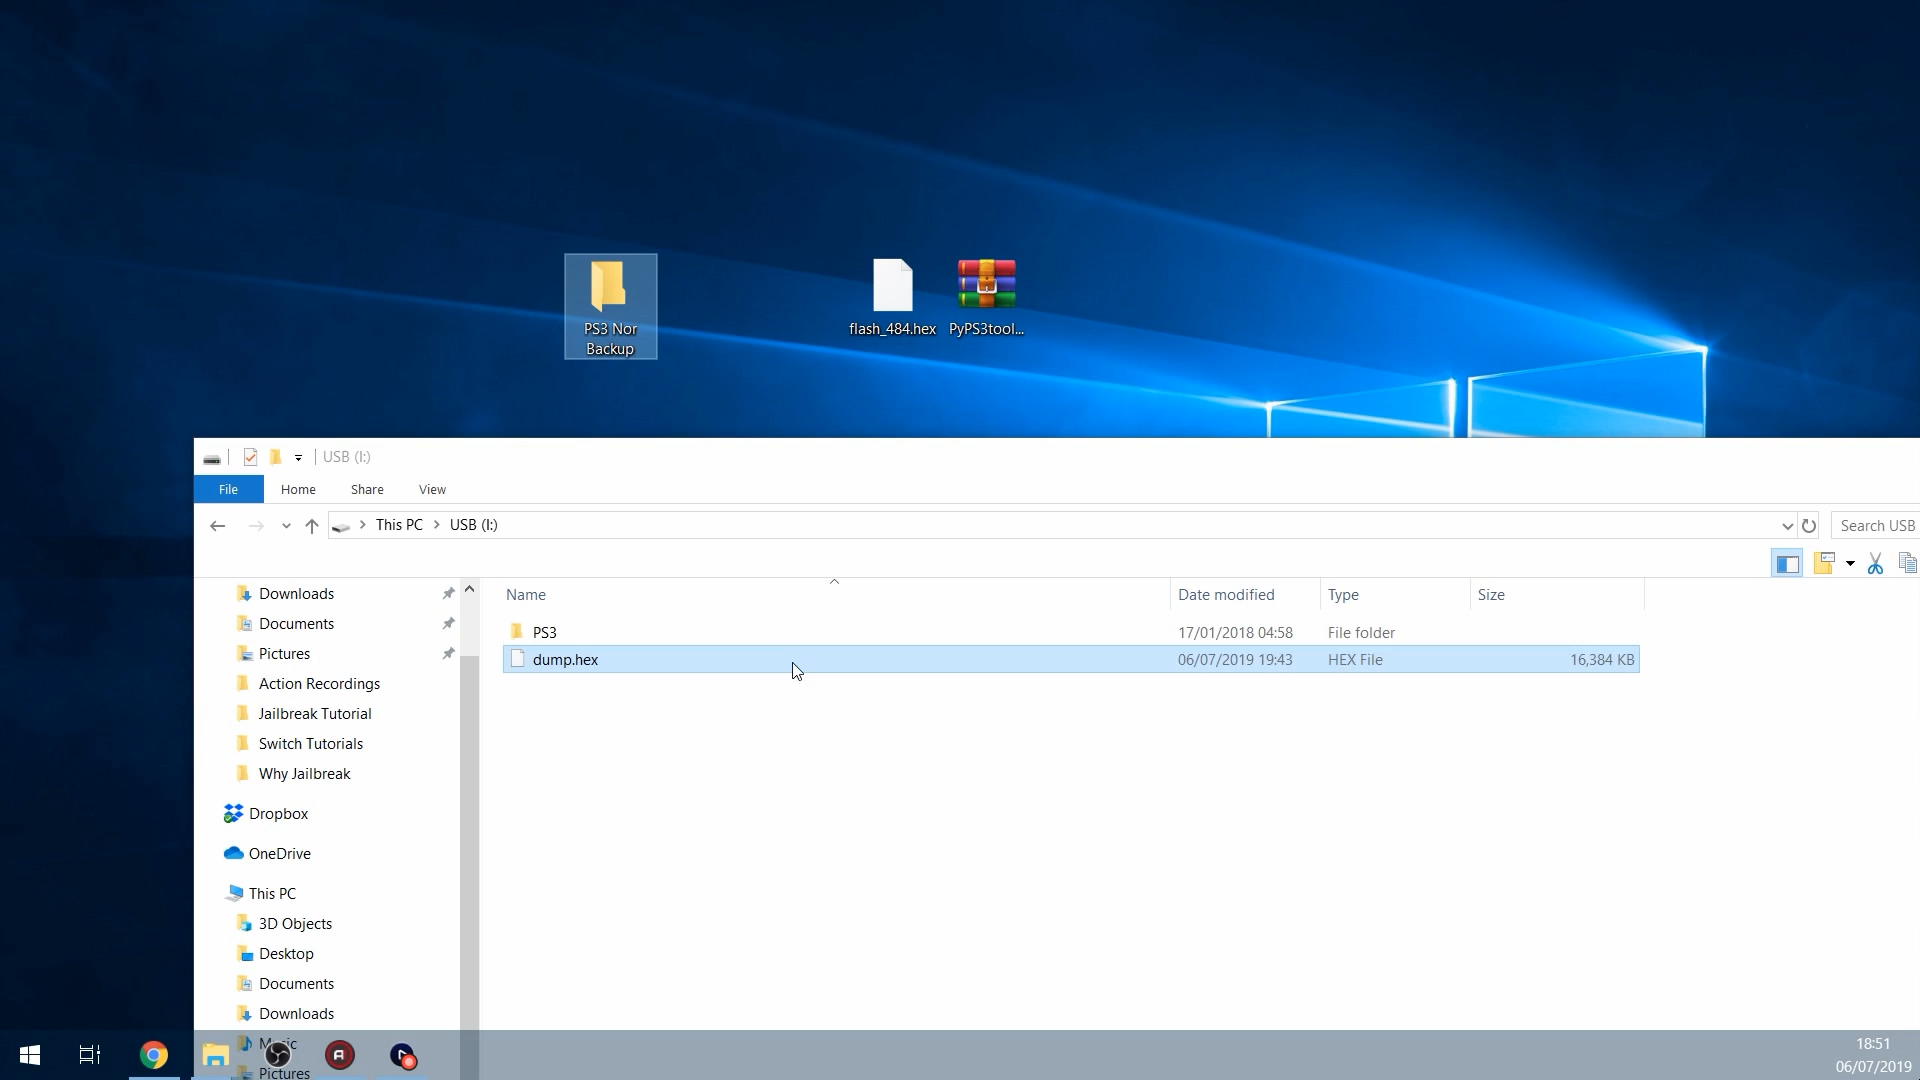 PS3 Nor
Backup
flash_484.hex
PyPS3tool...
USB (I:)
File
Home
Share
View
This PC
USB (I:)
Search USB
Name
Date modified
Type
Size
PS3
17/01/2018 04:58
File folder
dump.hex
06/07/2019 19:43
HEX File
16,384 KB
Downloads
Documents
Pictures
Action Recordings
Jailbreak Tutorial
Switch Tutorials
Why Jailbreak
Dropbox
OneDrive
This PC
3D Objects
Desktop
Documents
Downloads
Music
Pictures
18:51
06/07/2019